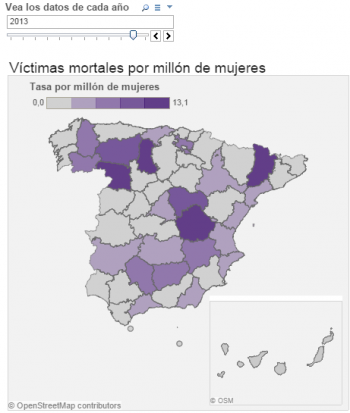 Vea los datos de cada año
2013
Víctimas mortales por millón de mujeres
Tasa por millón de mujeres
0,0 13,1
© OSM
© OpenStreetMap contributors